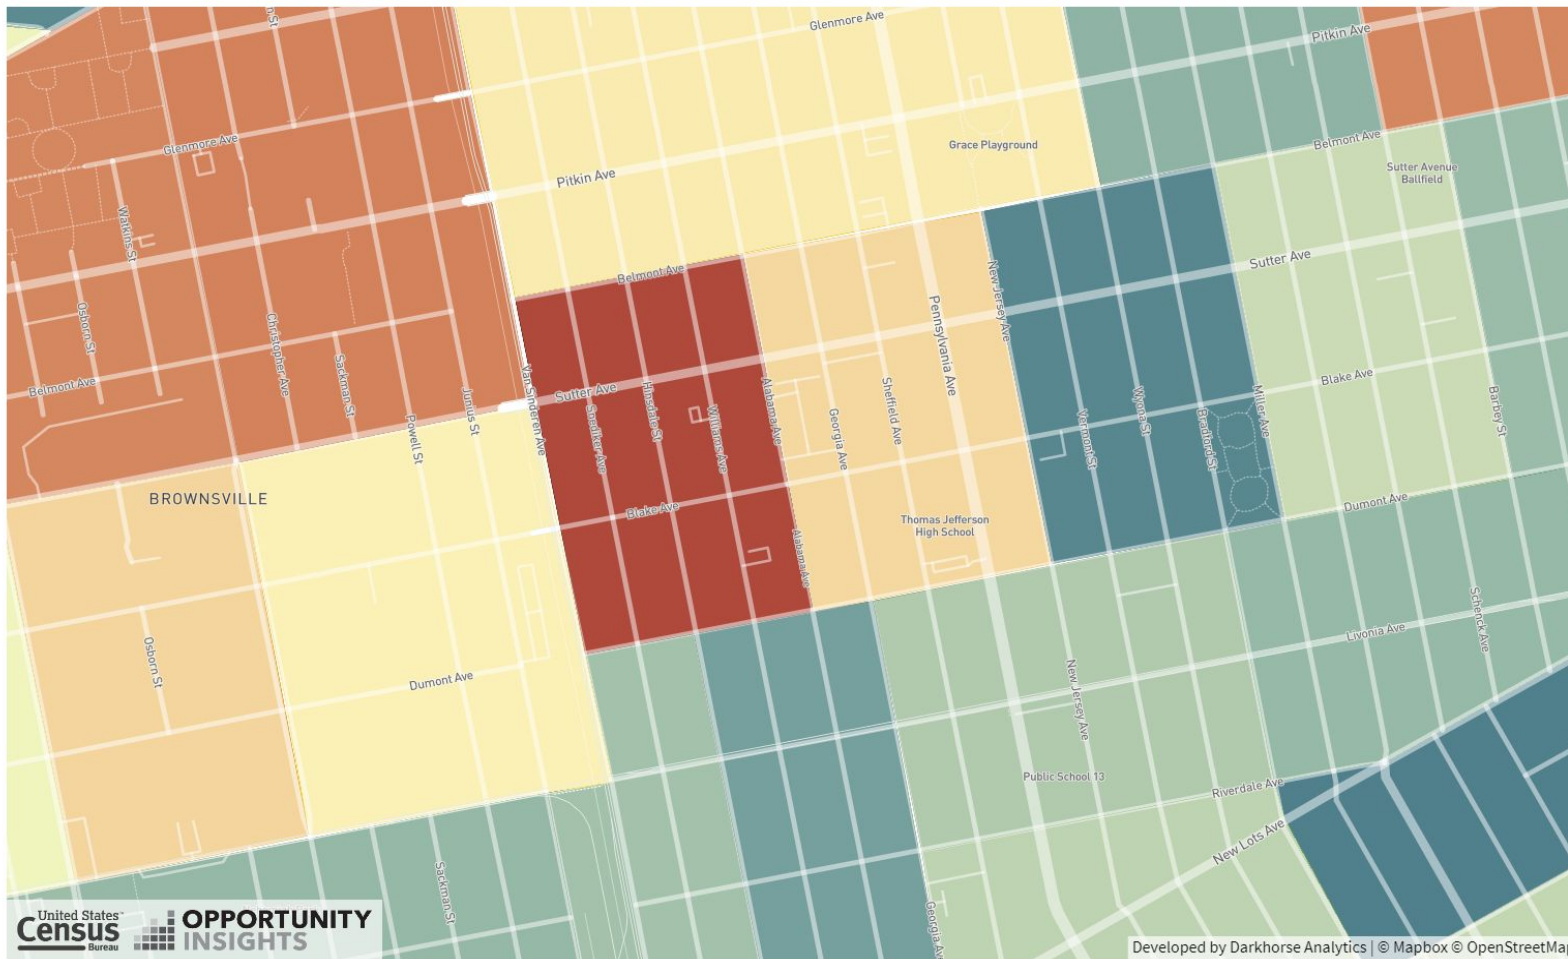 Glenmore Ave
Pitkin Ave
n St
Glenmore Ave
Grace Playground
Belmont Ave
Sutter Avenue
Ballfield
Pitkin Ave
Watkins St
Sutter Ave
Belmont Ave
New Jersey Ave
Osborn St
Christopher Ave
Pennsylvania Ave
Sackman St
Belmont Ave
Blake Ave
Van Sinderen Ave
Sutter Ave
Junius St
Powell St
Snediker Ave
Hinsdale St
Williams Ave
Alabama Ave
Georgia Ave
Sheffield Ave
Vermont St
Wyona St
Bradford St
Miller Ave
Barbey St
BROWNSVILLE
Blake Ave
Dumont Ave
Thomas Jefferson
High School
Alabama Ave
Osborn St
Schenck Ave
Livonia Ave
Dumont Ave
New Jersey Ave
Public School 13
Riverdale Ave
New Lots Ave
Sackman St
Georgia Av
United States™
Census
Bureau
OPPORTUNITY
INSIGHTS
Developed by Darkhorse Analytics | © Mapbox © OpenStreetMap